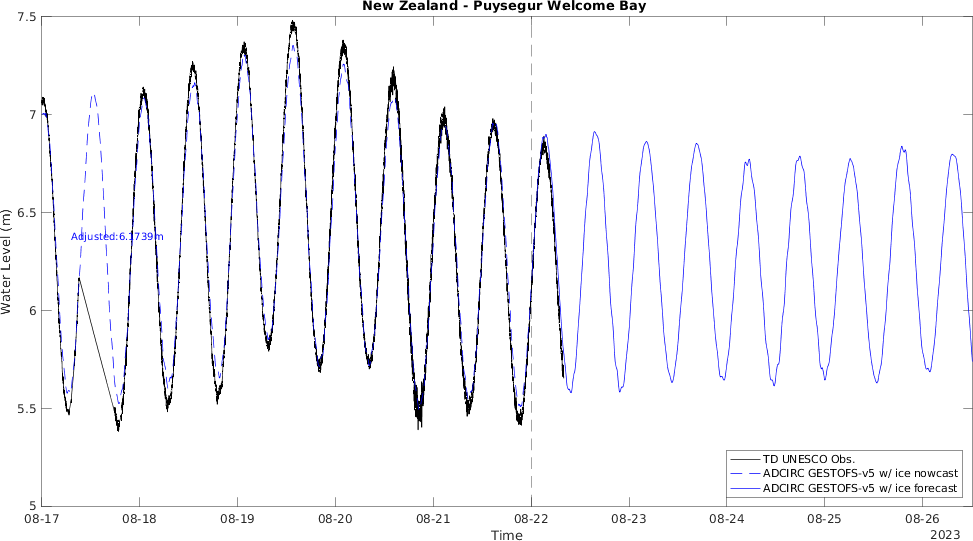 New Zealand - Puysegur Welcome Bay
7.5
7
6.5
6
5.5
5
Water Level (m)
Adjusted:6.1739m
TD UNESCO Obs.
ADCIRC GESTOFS-v5 w/ ice nowcast
ADCIRC GESTOFS-v5 w/ ice forecast
08-17 08-18 08-19 08-20 08-21 08-22 08-23 08-24 08-25 08-26
Time
2023